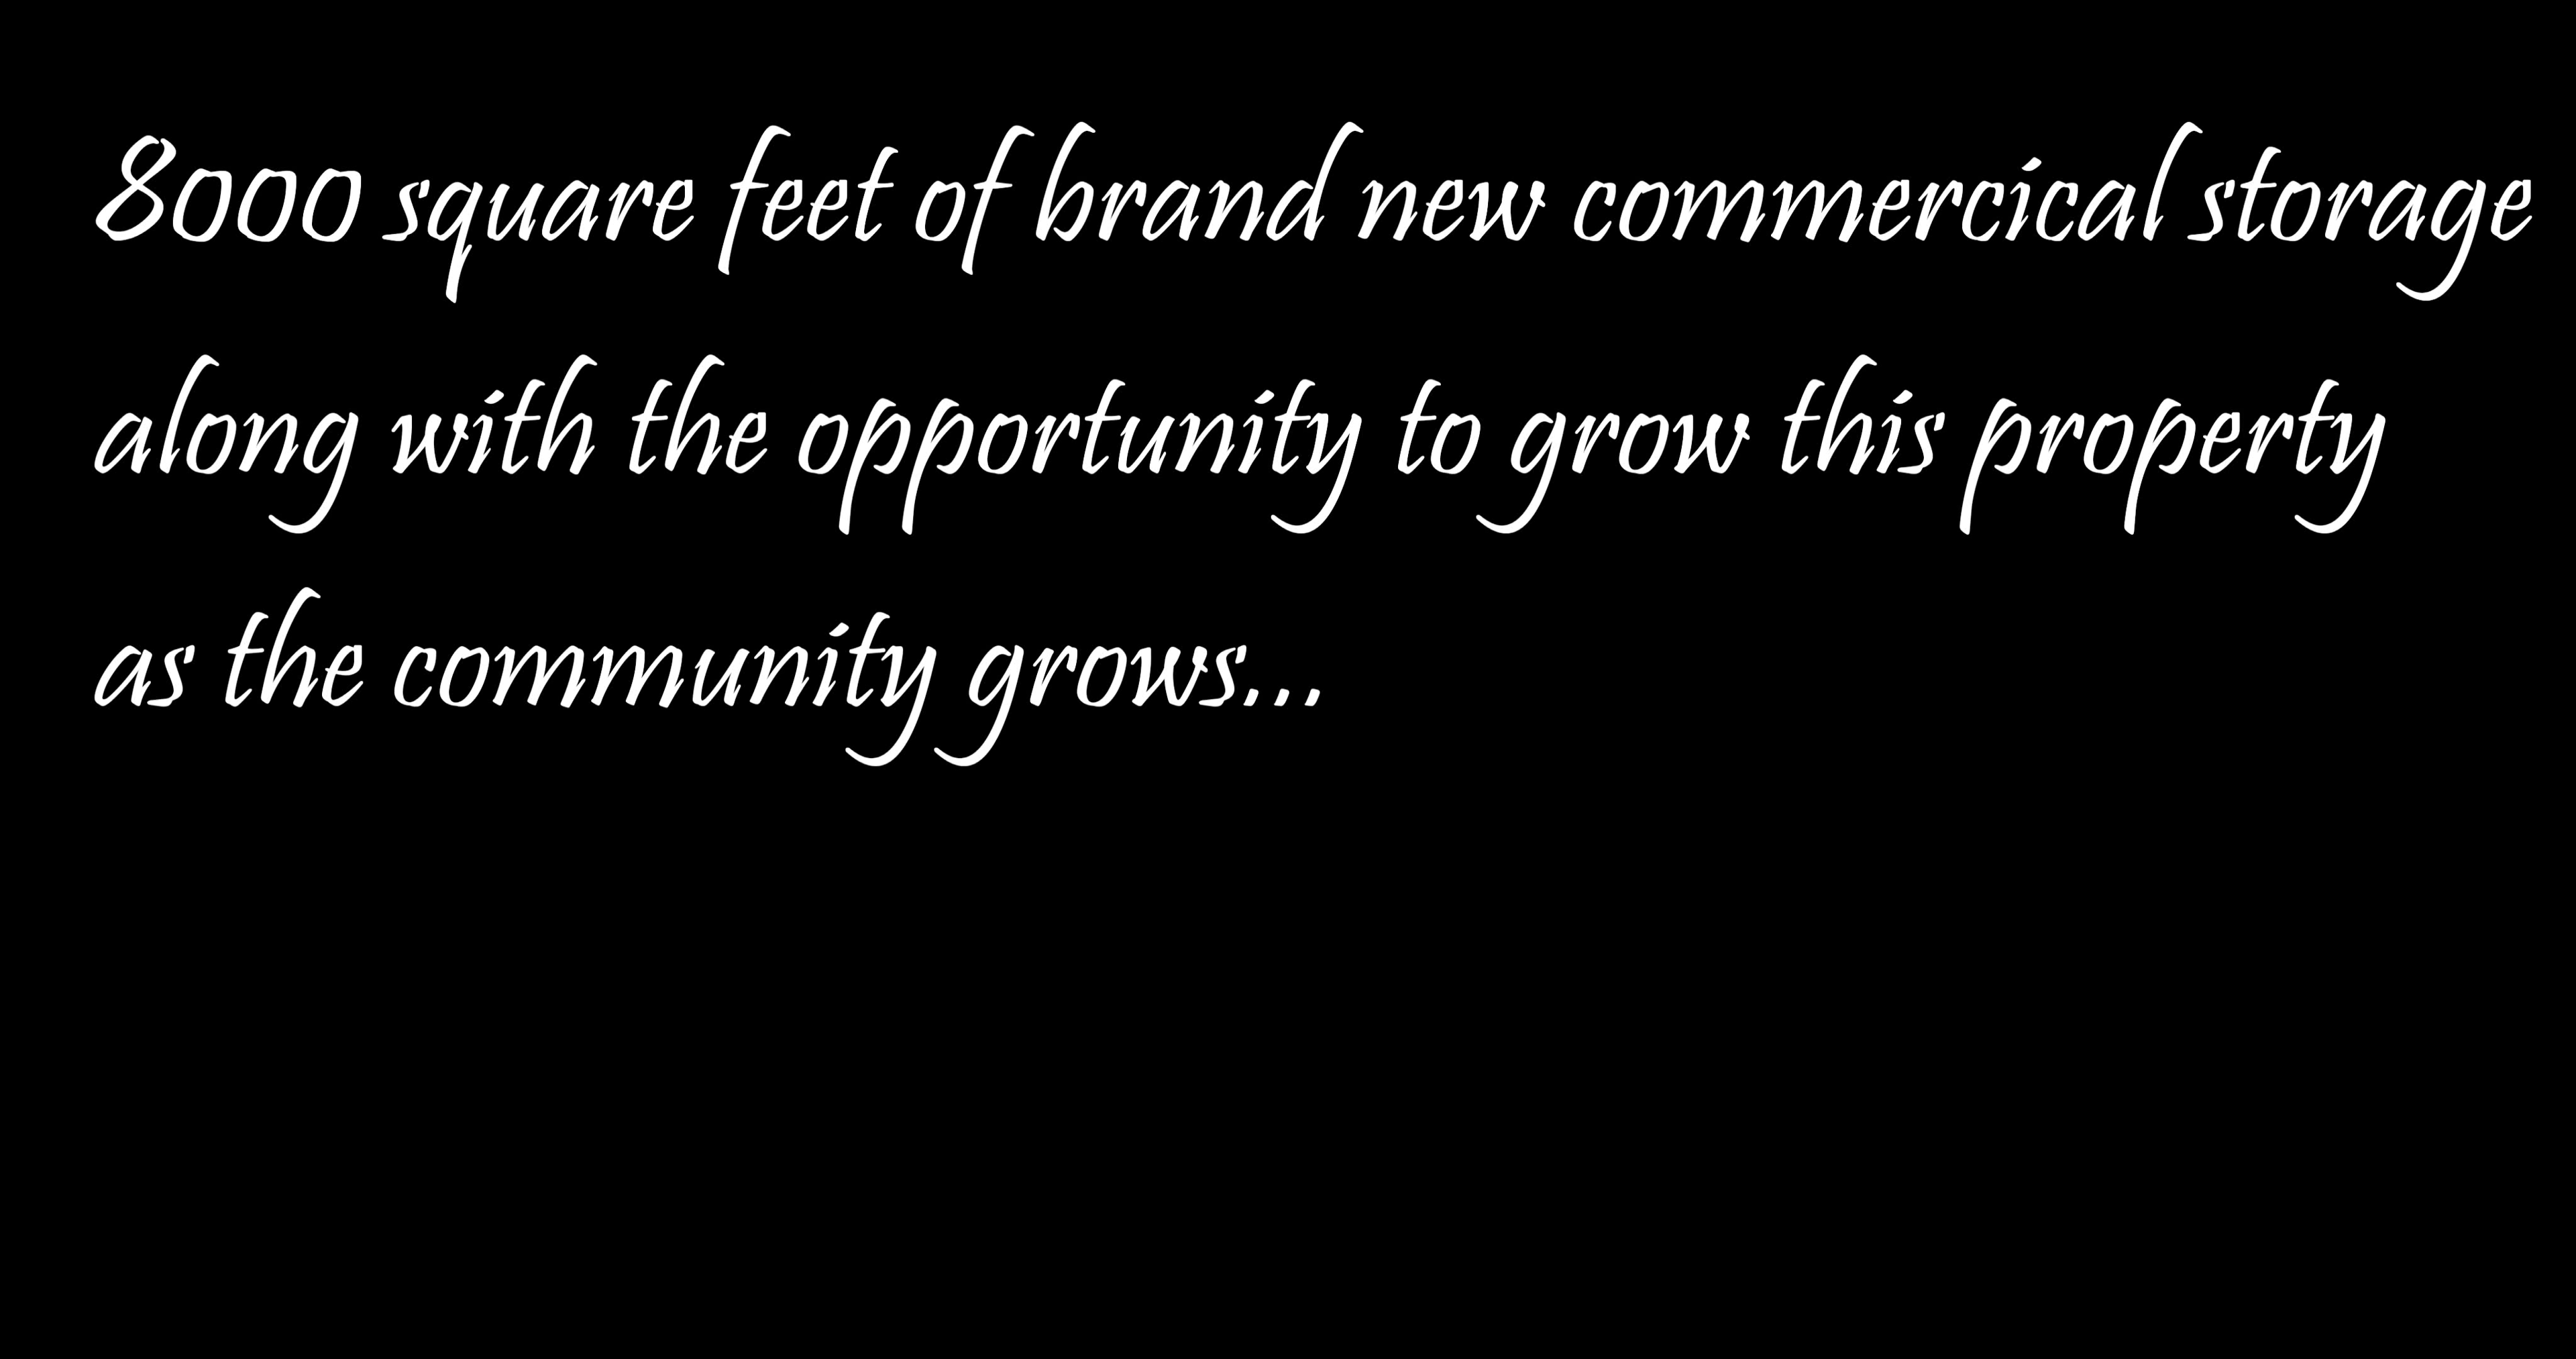 8000 square feet of brand new commercical storage
along with the opportunity to grow this property
as the community grows...